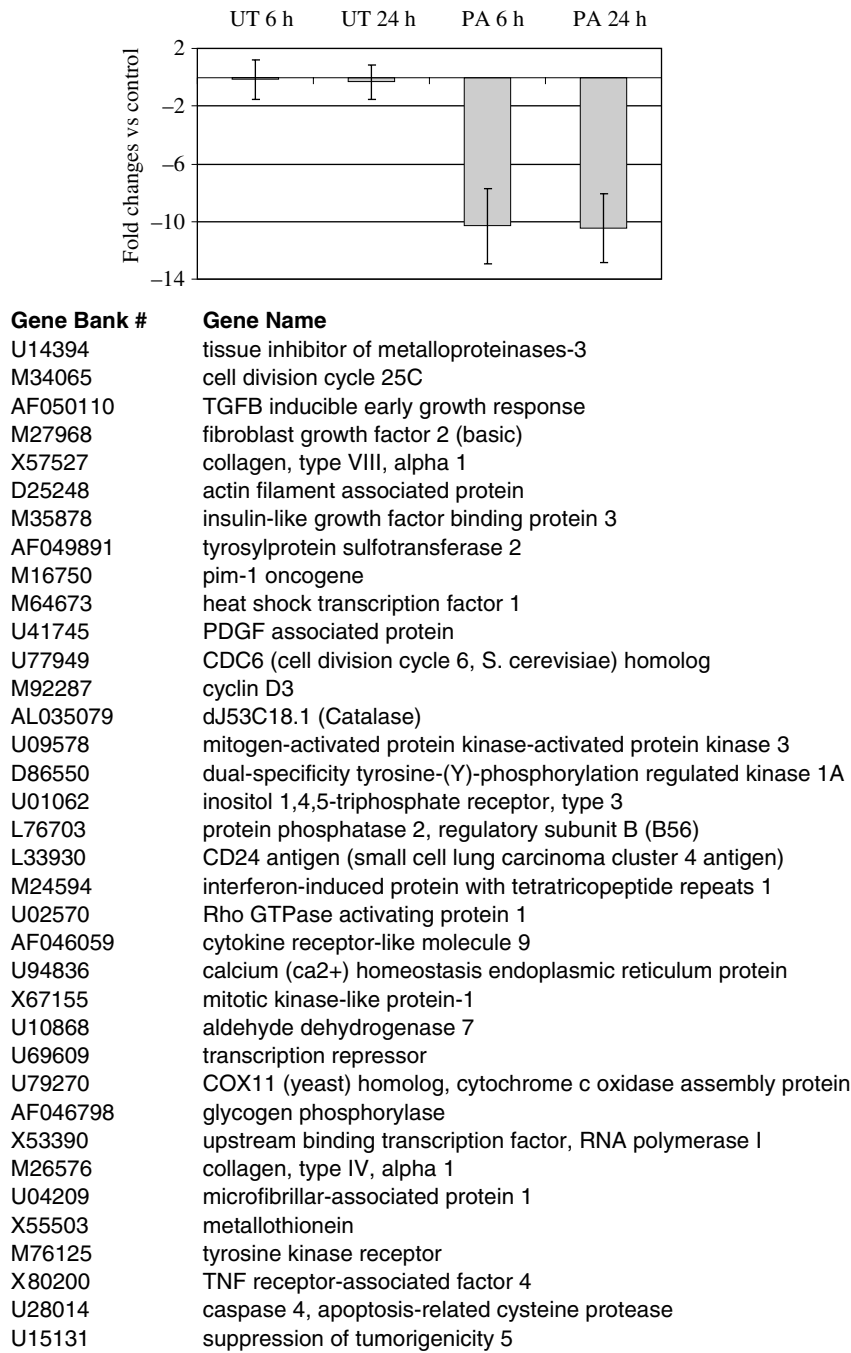 UT 6 h UT 24 h PA 6 h PA 24 h
2
−2
−6
−10
−14
Fold changes vs control
Gene Bank # Gene Name
U14394 tissue inhibitor of metalloproteinases-3
M34065 cell division cycle 25C
AF050110 TGFB inducible early growth response
M27968 fibroblast growth factor 2 (basic)
X57527 collagen, type VIII, alpha 1
D25248 actin filament associated protein
M35878 insulin-like growth factor binding protein 3
AF049891 tyrosylprotein sulfotransferase 2
M16750 pim-1 oncogene
M64673 heat shock transcription factor 1
U41745 PDGF associated protein
U77949 CDC6 (cell division cycle 6, S. cerevisiae) homolog
M92287 cyclin D3
AL035079 dJ53C18.1 (Catalase)
U09578 mitogen-activated protein kinase-activated protein kinase 3
D86550 dual-specificity tyrosine-(Y)-phosphorylation regulated kinase 1A
U01062 inositol 1,4,5-triphosphate receptor, type 3
L76703 protein phosphatase 2, regulatory subunit B (B56)
L33930 CD24 antigen (small cell lung carcinoma cluster 4 antigen)
M24594 interferon-induced protein with tetratricopeptide repeats 1
U02570 Rho GTPase activating protein 1
AF046059 cytokine receptor-like molecule 9
U94836 calcium (ca2+) homeostasis endoplasmic reticulum protein
X67155 mitotic kinase-like protein-1
U10868 aldehyde dehydrogenase 7
U69609 transcription repressor
U79270 COX11 (yeast) homolog, cytochrome c oxidase assembly protein
AF046798 glycogen phosphorylase
X53390 upstream binding transcription factor, RNA polymerase I
M26576 collagen, type IV, alpha 1
U04209 microfibrillar-associated protein 1
X55503 metallothionein
M76125 tyrosine kinase receptor
X80200 TNF receptor-associated factor 4
U28014 caspase 4, apoptosis-related cysteine protease
U15131 suppression of tumorigenicity 5